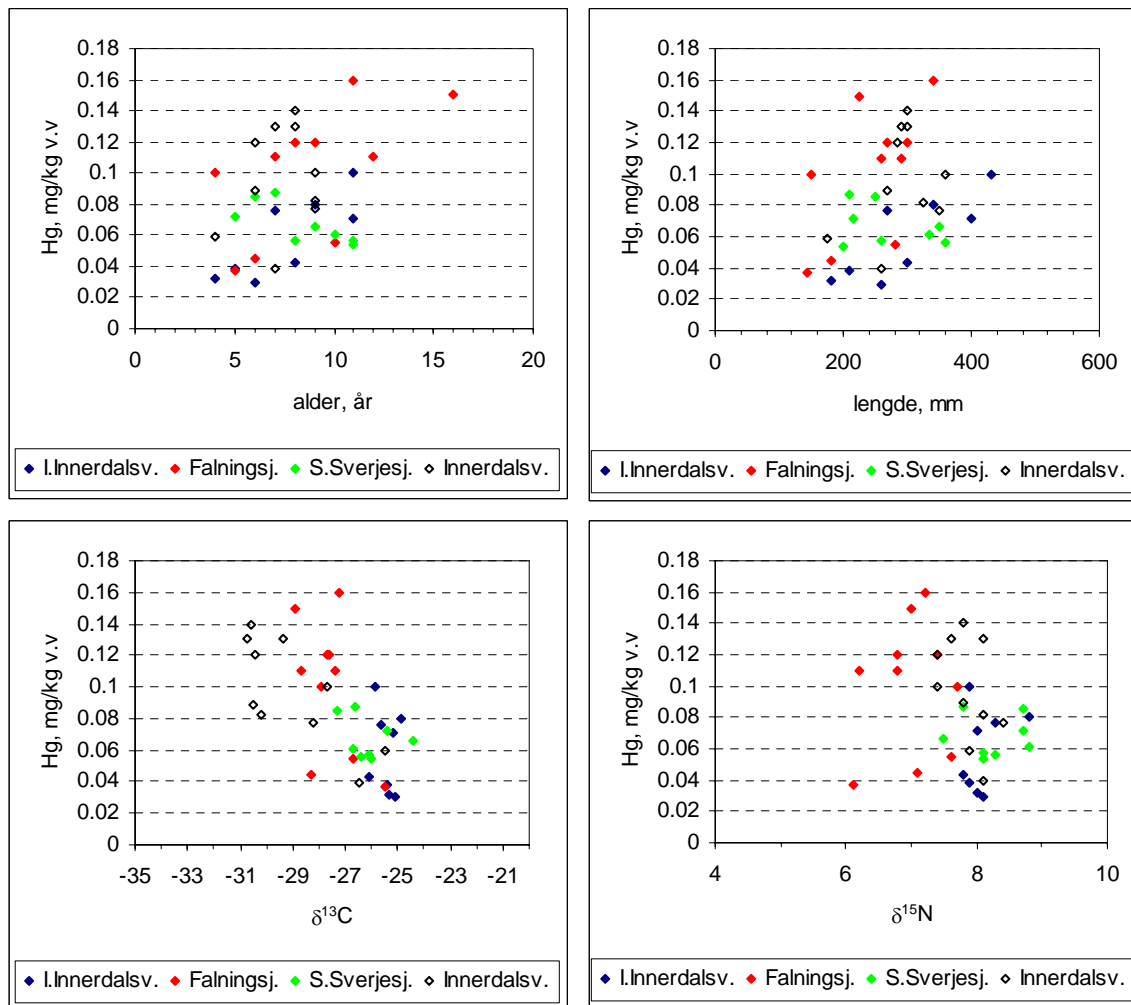 0.18
0.16
0.14
0.12
0.1
0.08
0.06
0.04
0.02
0
Hg, mg/kg v.v
0 5 10 15 20
alder, år
I.Innerdalsv. Falningsj. S.Sverjesj. Innerdalsv.
0.18
0.16
0.14
0.12
0.1
0.08
0.06
0.04
0.02
0
Hg, mg/kg v.v
0 200 400 600
lengde, mm
I.Innerdalsv. Falningsj. S.Sverjesj. Innerdalsv.
0.18
0.16
0.14
0.12
0.1
0.08
0.06
0.04
0.02
0
Hg, mg/kg v.v
-35 -33 -31 -29 -27 -25 -23 -21
δ¹³C
I.Innerdalsv. Falningsj. S.Sverjesj. Innerdalsv.
0.18
0.16
0.14
0.12
0.1
0.08
0.06
0.04
0.02
0
Hg, mg/kg v.v
4 6 8 10
δ¹⁵N
I.Innerdalsv. Falningsj. S.Sverjesj. Innerdalsv.